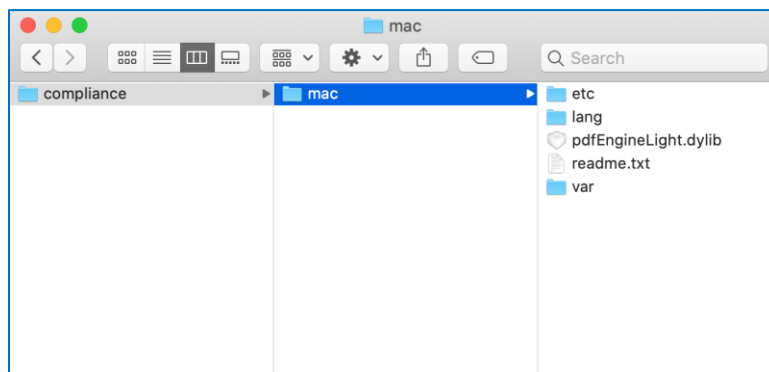 mac
Search
compliance
mac
etc
lang
pdfEngineLight.dylib
readme.txt
var